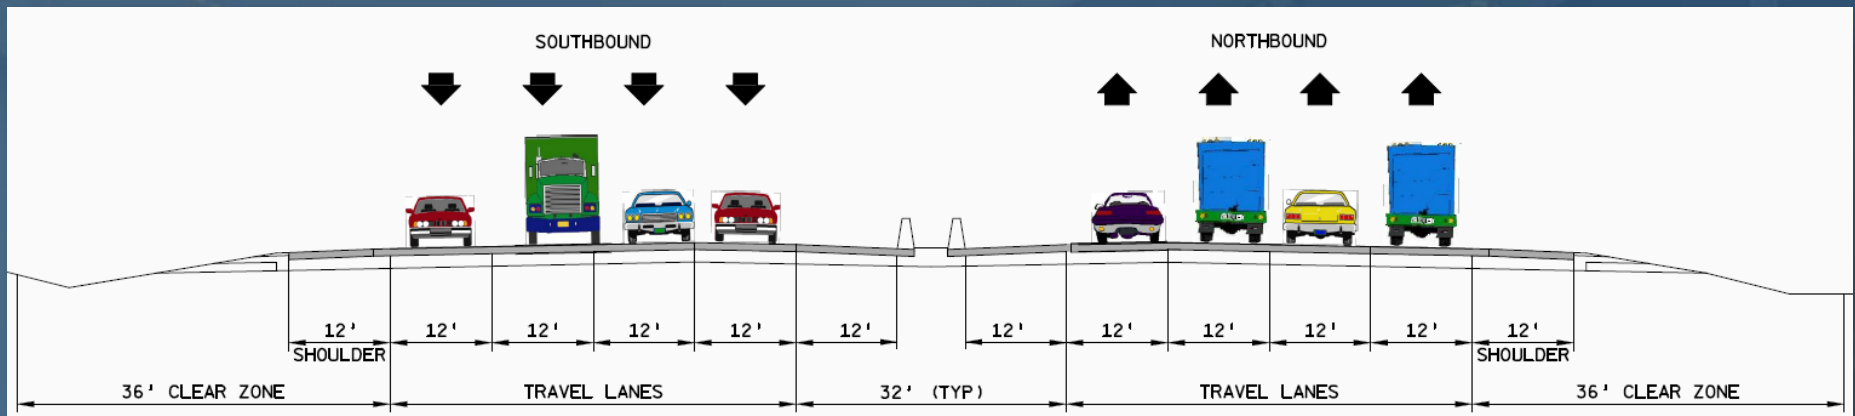 SOUTHBOUND
NORTHBOUND
12' 12' 12' 12' 12' 12' 12' 12' 12' 12' 12' 12'
SHOULDER SHOULDER
36' CLEAR ZONE TRAVEL LANES 32' (TYP) TRAVEL LANES 36' CLEAR ZONE